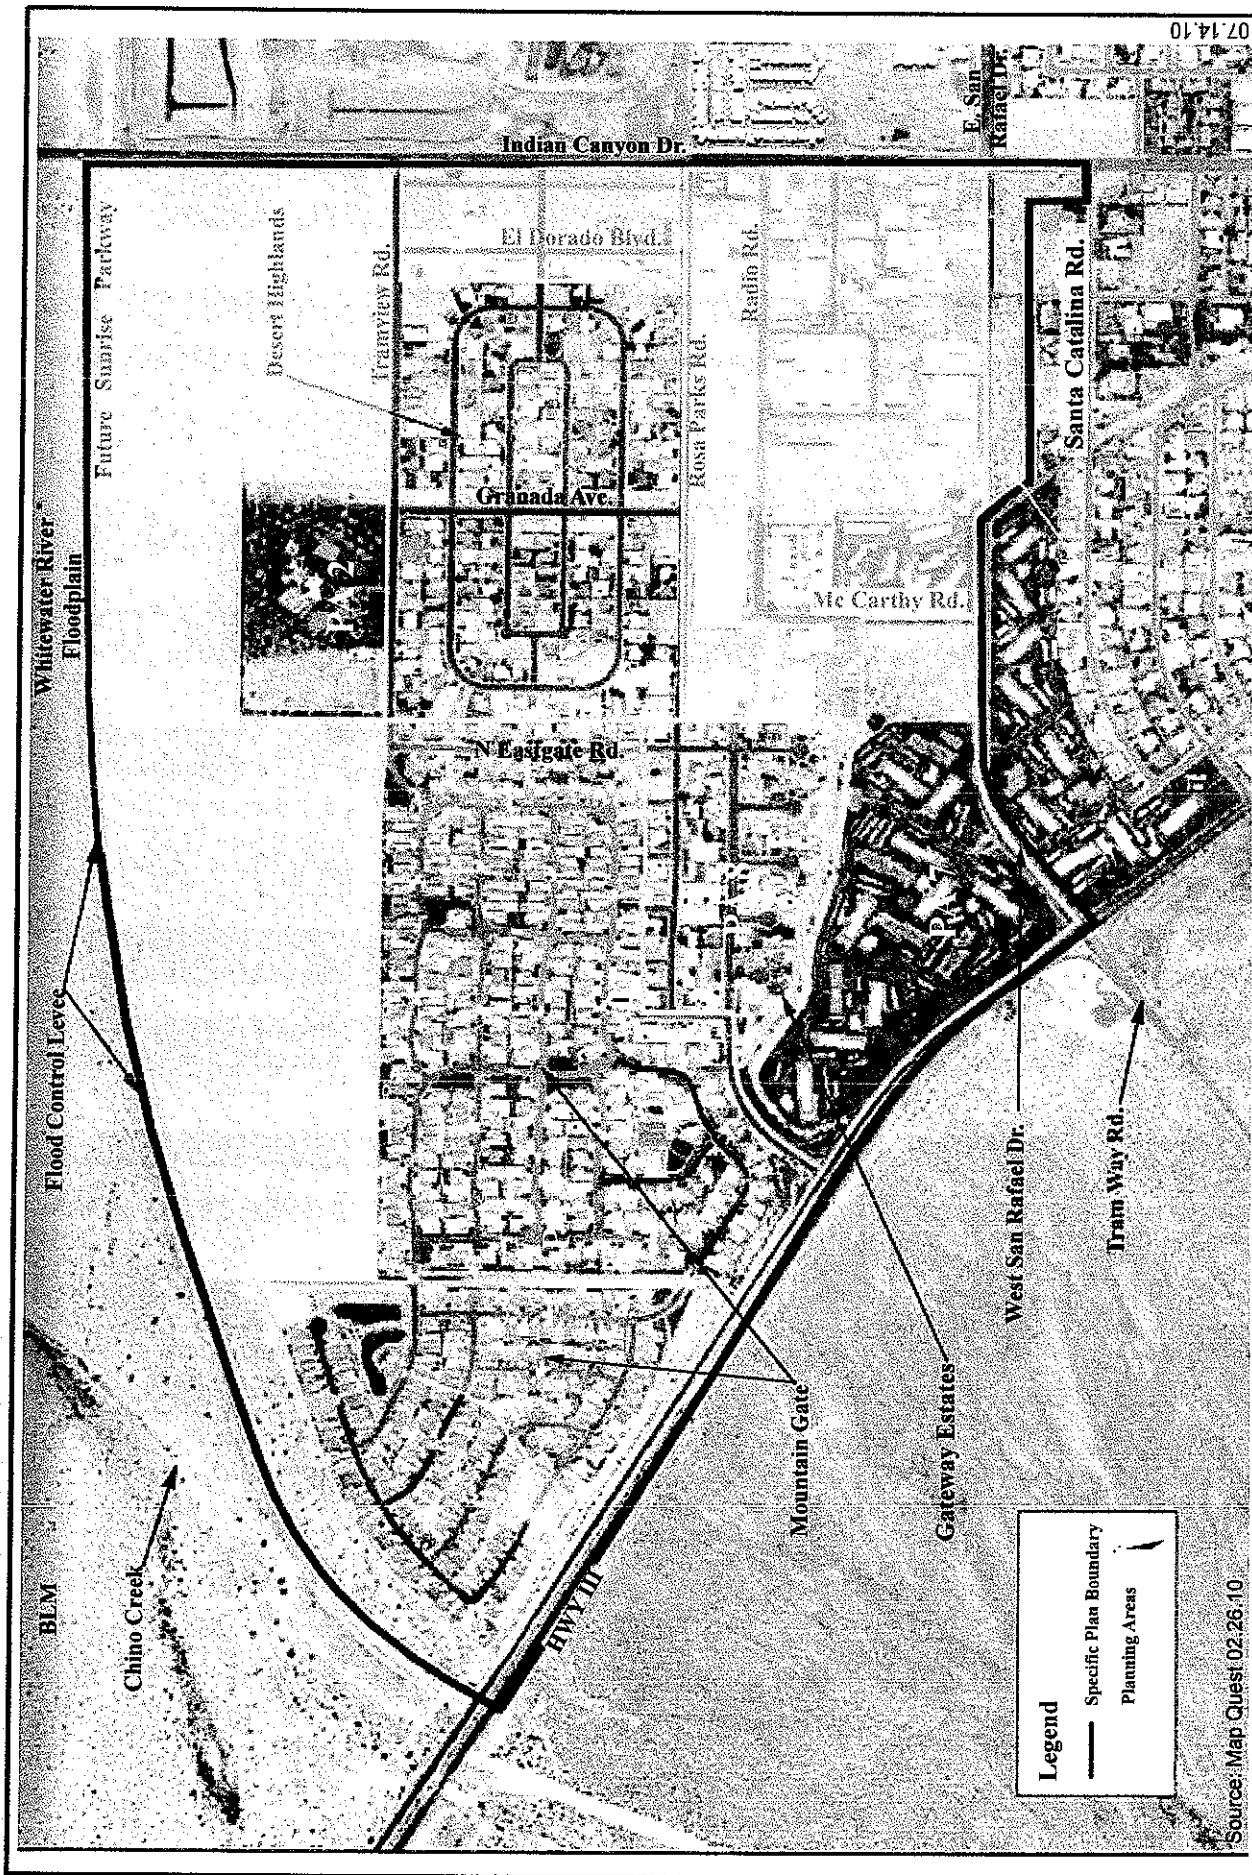 07.14.10
Indian Canyon Dr.
E. San
Rafael Dr.
Future Sunrise Parkway
Desert Highlands
Tramview Rd.
El Dorado Blvd.
Radio Rd.
Rosa Parks Rd.
Santa Catalina Rd.
Granada Ave.
Mc Carthy Rd.
Whitewater River
Floodplain
PA 2
N Eastgate Rd.
Flood Control Levee
West San Rafael Dr.
Tram Way Rd.
Mountain Gate
Gateway Estates
BLM
Chino Creek
HWY 111
Legend
Specific Plan Boundary
Planning Areas
Source: Map Quest 02.26.10